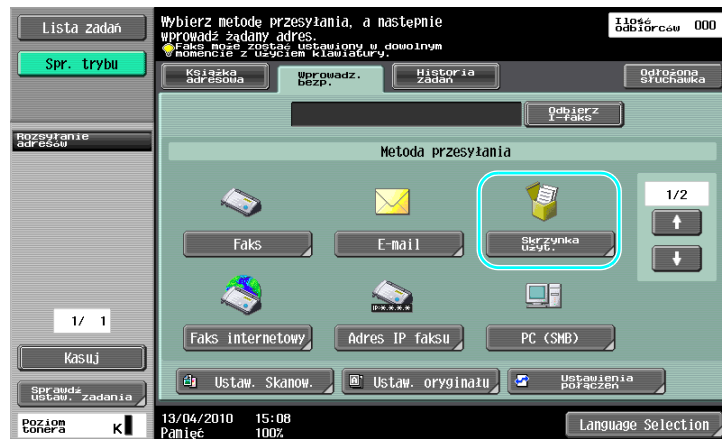 Lista zadań
Spr. trybu
Rozsyłanie
adresów
1/ 1
Kasuj
Sprawdź
ustaw. zadania
Poziom
tonera
K
Wybierz metodę przesyłania, a następnie
wprowadź żądany adres.
Faks może zostać ustawiony w dowolnym
momencie z użyciem klawiatury.
Ilość
odbiorców 000
Książka
adresowa
Wprowadz.
bezp.
Historia
zadań
Odłożona
słuchawka
Odbierz
I-faks
Metoda przesyłania
Faks
E-mail
Skrzynka
użyt.
1/2
IP*.*.*.*
Faks internetowy
Adres IP faksu
PC (SMB)
Ustaw. Skanow.
Ustaw. oryginału
Ustawienia
połączeń
13/04/2010 15:08
Pamięć 100%
Language Selection